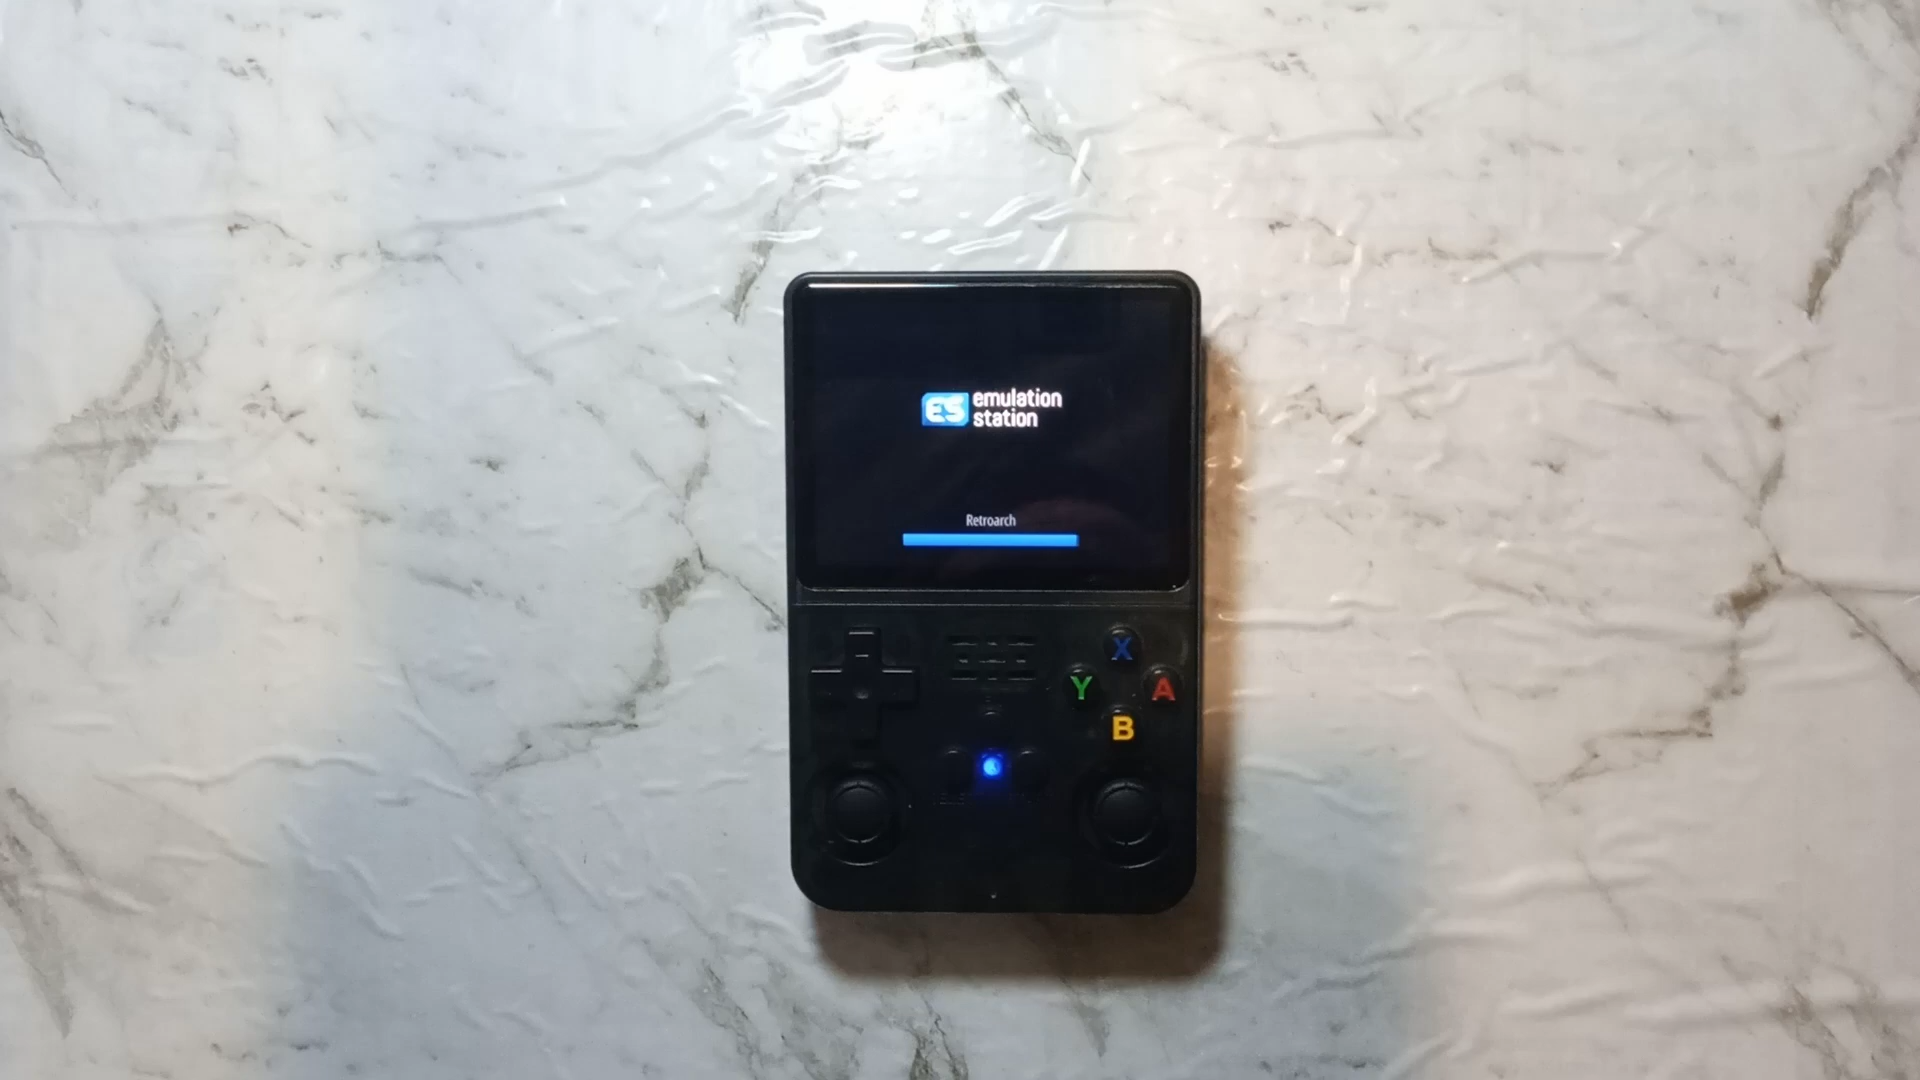 ES emulation
station
Retroarch
X
Y A
B